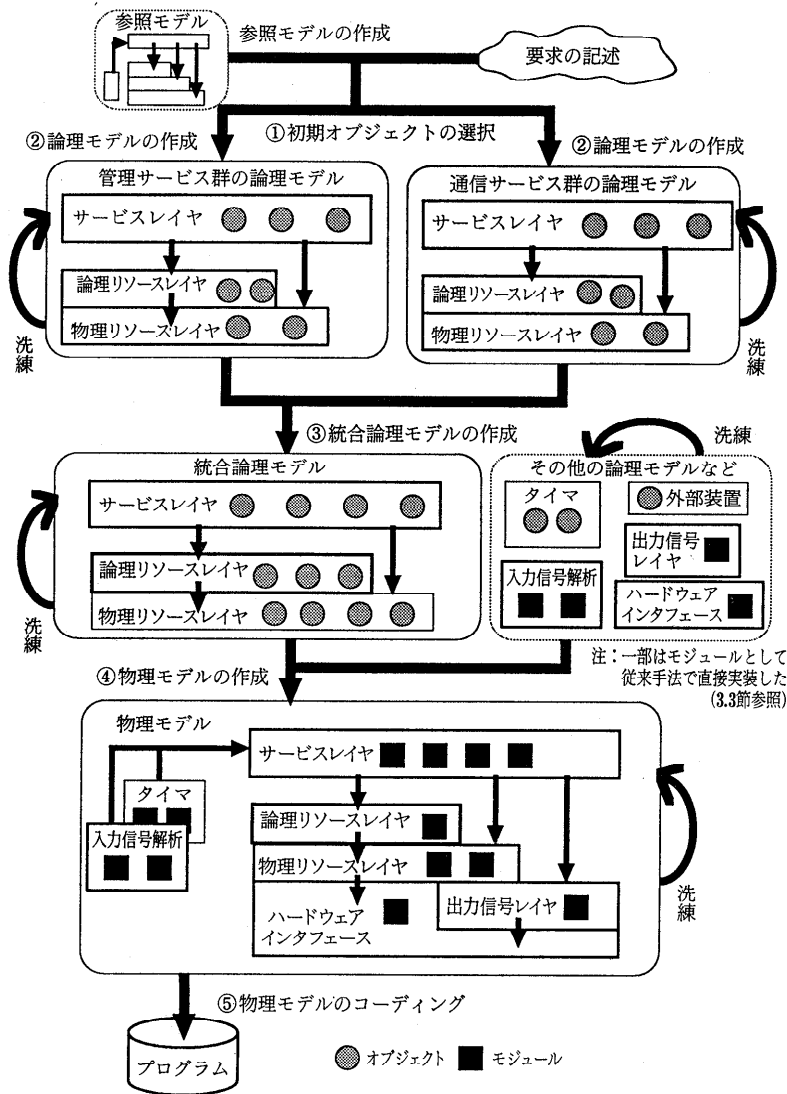 参照モデル
参照モデルの作成
要求の記述
①初期オブジェクトの選択
②論理モデルの作成
②論理モデルの作成
管理サービス群の論理モデル
サービスレイヤ
論理リソースレイヤ
物理リソースレイヤ
洗練
通信サービス群の論理モデル
サービスレイヤ
論理リソースレイヤ
物理リソースレイヤ
洗練
③統合論理モデルの作成
統合論理モデル
サービスレイヤ
論理リソースレイヤ
物理リソースレイヤ
洗練
洗練
その他の論理モデルなど
タイマ
外部装置
出力信号
レイヤ
入力信号解析
ハードウェア
インタフェース
注：一部はモジュールとして
従来手法で直接実装した
(3.3節参照)
④物理モデルの作成
物理モデル
サービスレイヤ
タイマ
入力信号解析
論理リソースレイヤ
物理リソースレイヤ
ハードウェア
インタフェース
出力信号レイヤ
洗練
⑤物理モデルのコーディング
プログラム
オブジェクト
モジュール